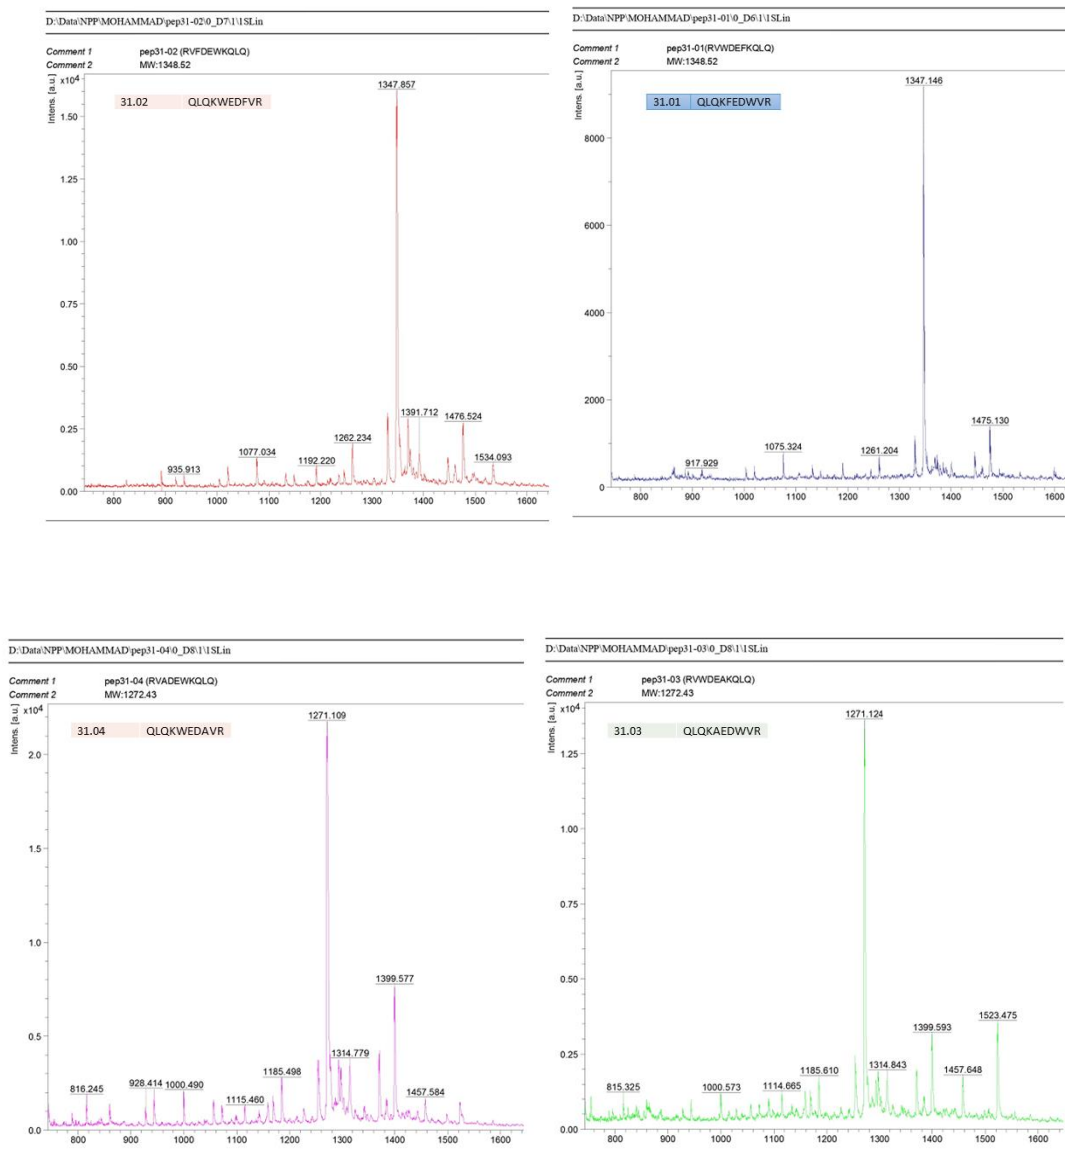 D:\Data\NPP\MOHAMMAD\pep31-02\0_D7\1\1SLin
Comment 1 pep31-02 (RVFDEWKQLQ)
Comment 2 MW:1348.52
Intens. [a.u.]
x10⁴
31.02 QLQKWEDFVR
1347.857
1.50
1.25
1.00
0.75
0.50
0.25
0.00
935.913
1077.034
1192.220
1262.234
1391.712
1476.524
1534.093
800 900 1000 1100 1200 1300 1400 1500 1600
D:\Data\NPP\MOHAMMAD\pep31-01\0_D6\1\1SLin
Comment 1 pep31-01(RVWDEFKQLQ)
Comment 2 MW:1348.52
Intens. [a.u.]
31.01 QLQKFEDWVR
1347.146
8000
6000
4000
2000
0
917.929
1075.324
1261.204
1475.130
800 900 1000 1100 1200 1300 1400 1500 1600
D:\Data\NPP\MOHAMMAD\pep31-04\0_D8\1\1SLin
Comment 1 pep31-04 (RVADEWKQLQ)
Comment 2 MW:1272.43
Intens. [a.u.]
x10⁴
31.04 QLQKWEDAVR
1271.109
2.0
1.5
1.0
0.5
0.0
816.245
928.414
1000.490
1115.460
1185.498
1314.779
1399.577
1457.584
800 900 1000 1100 1200 1300 1400 1500 1600
D:\Data\NPP\MOHAMMAD\pep31-03\0_D8\1\1SLin
Comment 1 pep31-03 (RVWDEAKQLQ)
Comment 2 MW:1272.43
Intens. [a.u.]
x10⁴
31.03 QLQKAEDWVR
1271.124
1.25
1.00
0.75
0.50
0.25
0.00
815.325
1000.573
1114.665
1185.610
1314.843
1399.593
1457.648
1523.475
800 900 1000 1100 1200 1300 1400 1500 1600